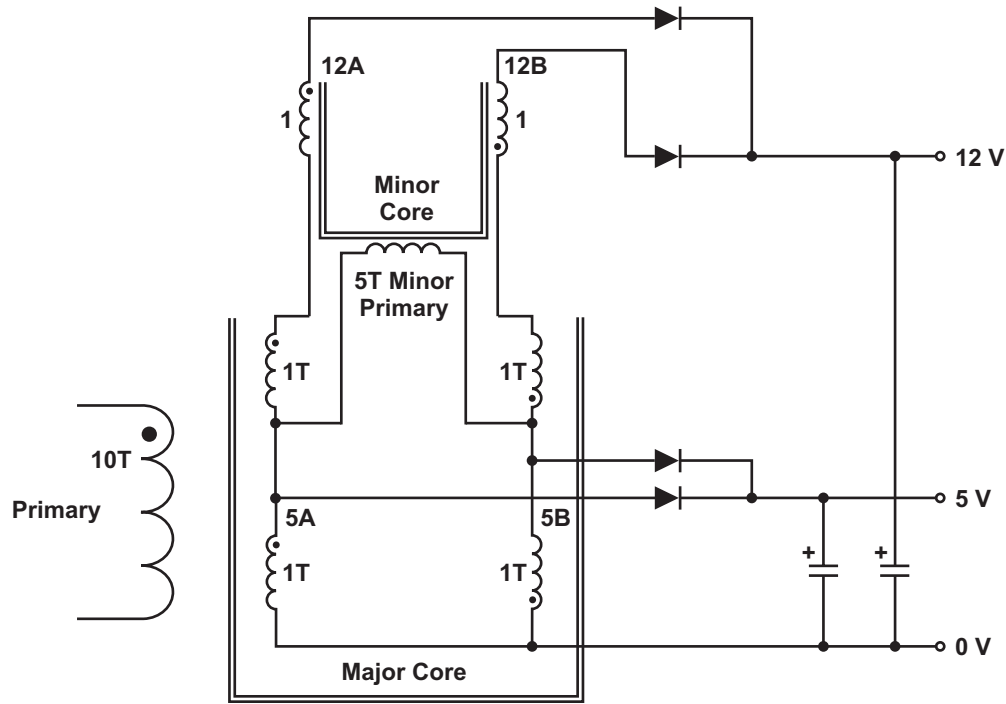 12A
12B
1
1
12 V
Minor
Core
5T Minor
Primary
1T
1T
10T
Primary
5A
5B
5 V
1T
1T
+
+
0 V
Major Core